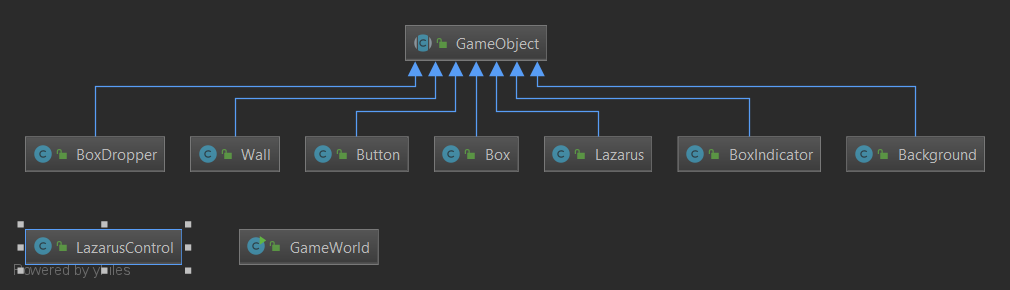 GameObject
BoxDropper Wall Button Box Lazarus BoxIndicator Background
LazarusControl GameWorld
Powered by yFiles